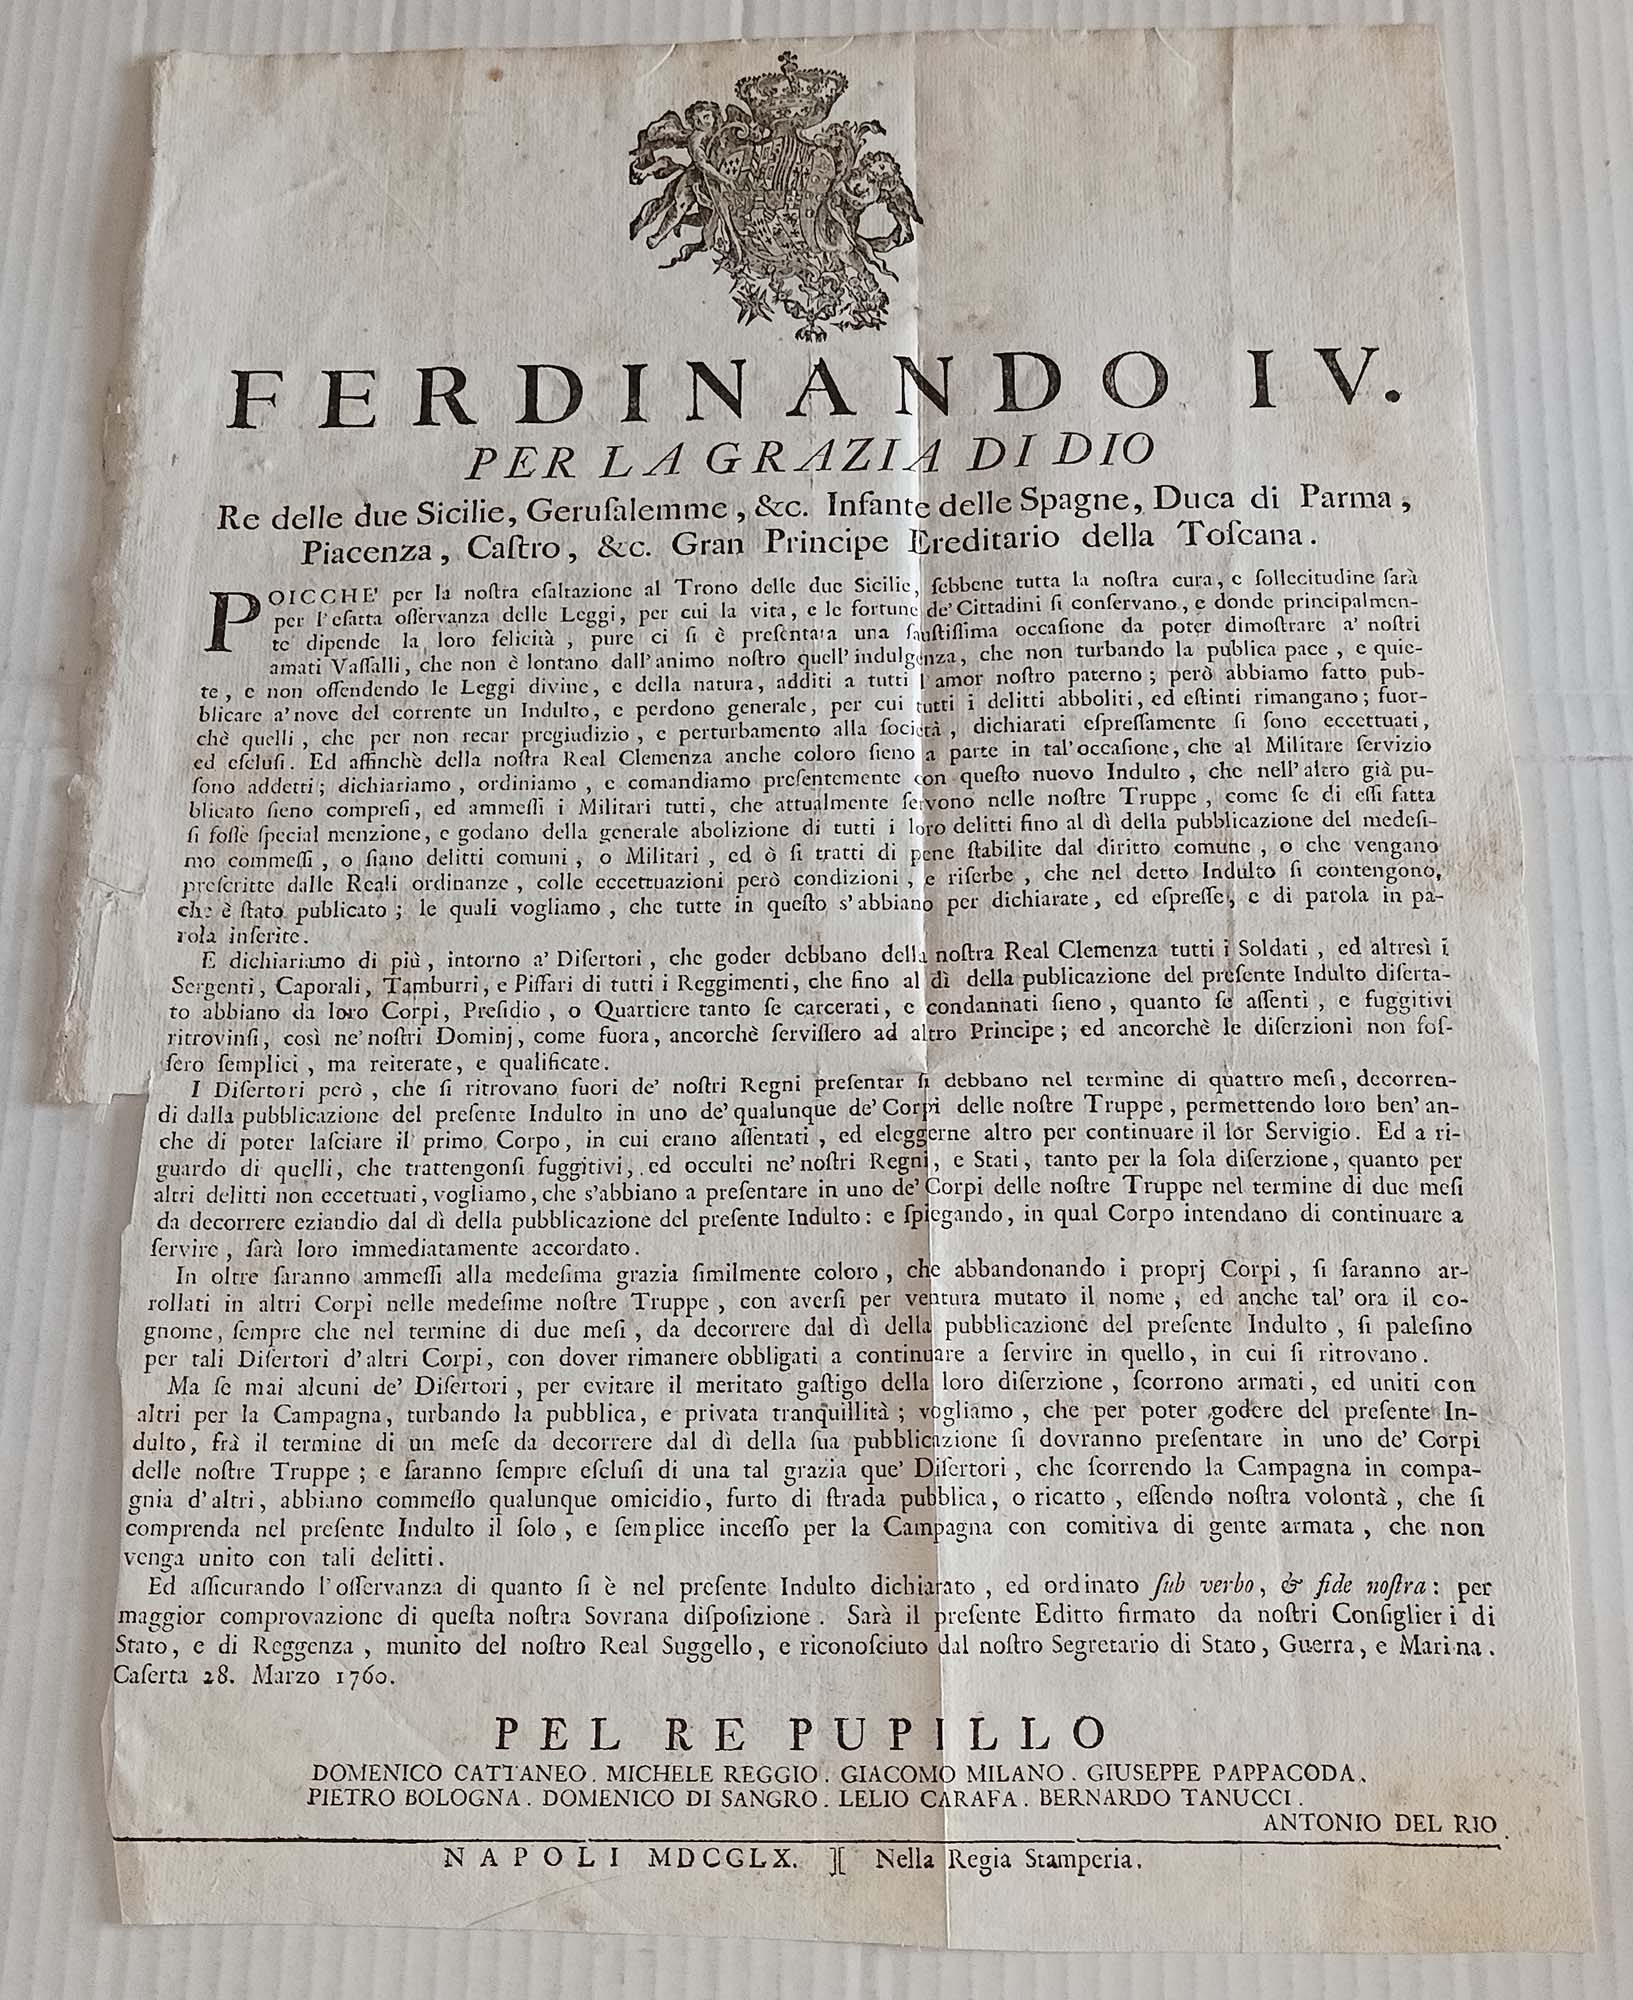 FERDINANDO IV.
PER LA GRAZIA DI DIO
Re delle due Sicilie, Geruſalemme, &c. Infante delle Spagne, Duca di Parma,
Piacenza, Caſtro, &c. Gran Principe Ereditario della Toſcana.
POICCHE' per la noſtra eſaltazione al Trono delle due Sicilie, ſebbene tutta la noſtra cura, e ſollecitudine ſarà
per l'eſatta oſſervanza delle Leggi, per cui la vita, e le fortune de' Cittadini ſi conſervano, e donde principalmen-
te dipende la loro felicità, pure ci ſi è preſentata una fauſtiſſima occaſione da poter dimoſtrare a' noſtri
amati Vaſſalli, che non è lontano dall'animo noſtro quell'indulgenza, che non turbando la publica pace, e quie-
te, e non offendendo le Leggi divine, e della natura, additi a tutti l'amor noſtro paterno; però abbiamo fatto pub-
blicare a' nove del corrente un Indulto, e perdono generale, per cui tutti i delitti abboliti, ed eſtinti rimangano; fuor-
chè quelli, che per non recar pregiudizio, e perturbamento alla ſocietà, dichiarati eſpreſſamente ſi ſono eccettuati,
ed eſcluſi. Ed affinchè della noſtra Real Clemenza anche coloro ſieno a parte in tal'occaſione, che al Militare ſervizio
ſono addetti; dichiariamo, ordiniamo, e comandiamo preſentemente con queſto nuovo Indulto, che nell'altro già pu-
blicato ſieno compreſi, ed ammeſſi i Militari tutti, che attualmente ſervono nelle noſtre Truppe, come ſe di eſſi fatta
ſi foſſe ſpecial menzione, e godano della generale abolizione di tutti i loro delitti fino al dì della pubblicazione del medeſi-
mo commeſſi, o ſiano delitti comuni, o Militari, ed ò ſi tratti di pene ſtabilite dal diritto comune, o che vengano
preſcritte dalle Reali ordinanze, colle eccettuazioni però condizioni, e riſerbe, che nel detto Indulto ſi contengono,
che è ſtato publicato; le quali vogliamo, che tutte in queſto s'abbiano per dichiarate, ed eſpreſſe, e di parola in pa-
rola inſerite.
E dichiariamo di più, intorno a' Diſertori, che goder debbano della noſtra Real Clemenza tutti i Soldati, ed altresì i
Sergenti, Caporali, Tamburri, e Piffari di tutti i Reggimenti, che fino al dì della publicazione del preſente Indulto diſerta-
to abbiano da loro Corpi, Preſidio, o Quartiere tanto ſe carcerati, e condannati ſieno, quanto ſe aſſenti, e fuggitivi
ritrovinſi, così ne' noſtri Dominj, come fuora, ancorchè ſerviſſero ad altro Principe; ed ancorchè le diſerzioni non foſ-
ſero ſemplici, ma reiterate, e qualificate.
I Diſertori però, che ſi ritrovano fuori de' noſtri Regni preſentar ſi debbano nel termine di quattro meſi, decorren-
di dalla pubblicazione del preſente Indulto in uno de' qualunque de' Corpi delle noſtre Truppe, permettendo loro ben'an-
che di poter laſciare il primo Corpo, in cui erano aſſentati, ed eleggerne altro per continuare il lor Servigio. Ed a ri-
guardo di quelli, che trattengonſi fuggitivi, ed occulti ne' noſtri Regni, e Stati, tanto per la ſola diſerzione, quanto per
altri delitti non eccettuati, vogliamo, che s'abbiano a preſentare in uno de' Corpi delle noſtre Truppe nel termine di due meſi
da decorrere eziandio dal dì della pubblicazione del preſente Indulto: e ſpiegando, in qual Corpo intendano di continuare a
ſervire, ſarà loro immediatamente accordato.
In oltre ſaranno ammeſſi alla medeſima grazia ſimilmente coloro, che abbandonando i proprj Corpi, ſi ſaranno ar-
rollati in altri Corpi nelle medeſime noſtre Truppe, con averſi per ventura mutato il nome, ed anche tal' ora il co-
gnome, ſempre che nel termine di due meſi, da decorrere dal dì della pubblicazione del preſente Indulto, ſi paleſino
per tali Diſertori d'altri Corpi, con dover rimanere obbligati a continuare a ſervire in quello, in cui ſi ritrovano.
Ma ſe mai alcuni de' Diſertori, per evitare il meritato gaſtigo della loro diſerzione, ſcorrono armati, ed uniti con
altri per la Campagna, turbando la pubblica, e privata tranquillità; vogliamo, che per poter godere del preſente In-
dulto, frà il termine di un meſe da decorrere dal dì della ſua pubblicazione ſi dovranno preſentare in uno de' Corpi
delle noſtre Truppe; e ſaranno ſempre eſcluſi di una tal grazia que' Diſertori, che ſcorrendo la Campagna in compa-
gnia d'altri, abbiano commeſſo qualunque omicidio, furto di ſtrada pubblica, o ricatto, eſſendo noſtra volontà, che ſi
comprenda nel preſente Indulto il ſolo, e ſemplice inceſſo per la Campagna con comitiva di gente armata, che non
venga unito con tali delitti.
Ed aſſicurando l'oſſervanza di quanto ſi è nel preſente Indulto dichiarato, ed ordinato ſub verbo, & fide noſtra: per
maggior comprovazione di queſta noſtra Sovrana diſpoſizione. Sarà il preſente Editto firmato da noſtri Conſiglieri di
Stato, e di Reggenza, munito del noſtro Real Suggello, e riconoſciuto dal noſtro Segretario di Stato, Guerra, e Marina.
Caſerta 28. Marzo 1760.
PEL RE PUPILLO
DOMENICO CATTANEO. MICHELE REGGIO. GIACOMO MILANO. GIUSEPPE PAPPACODA.
PIETRO BOLOGNA. DOMENICO DI SANGRO. LELIO CARAFA. BERNARDO TANUCCI.
ANTONIO DEL RIO.
NAPOLI MDCCLX. ][ Nella Regia Stamperia.